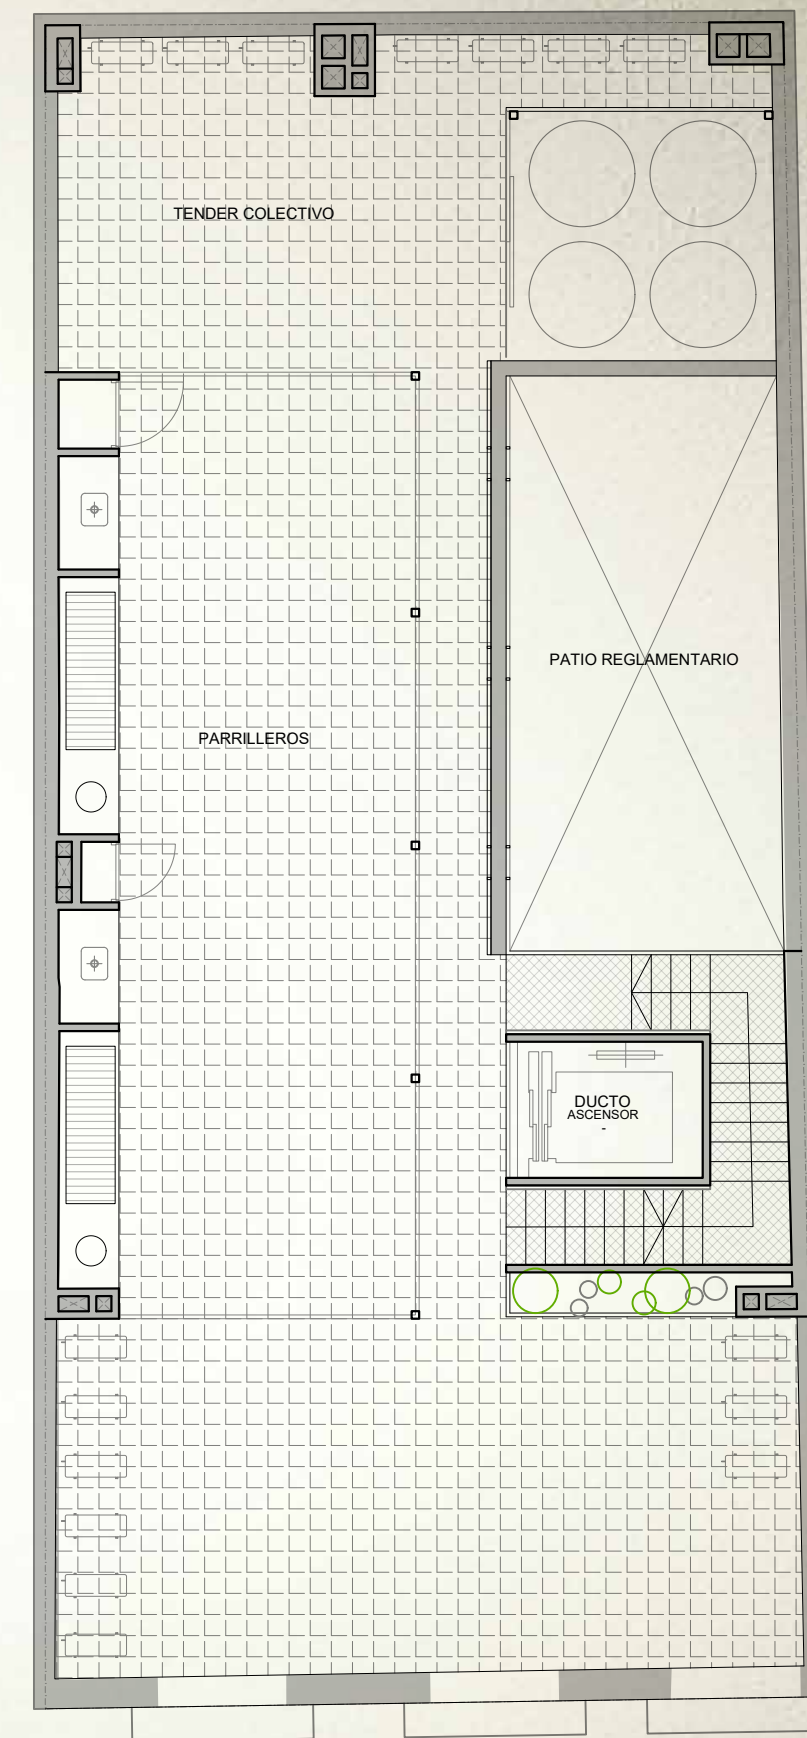 TENDER COLECTIVO
PATIO REGLAMENTARIO
PARRILLEROS
DUCTO
ASCENSOR
-